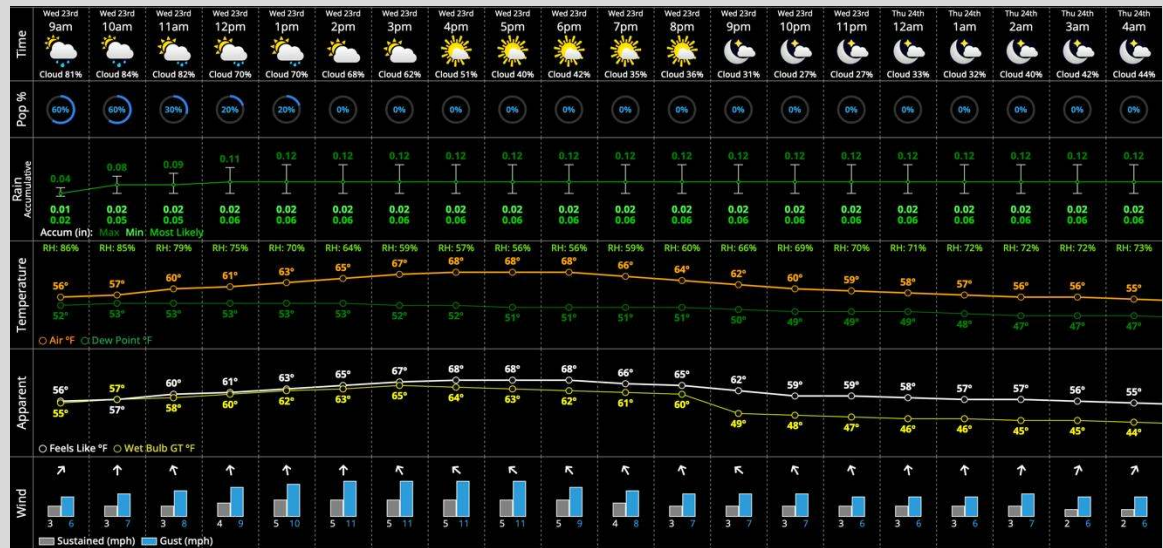 Time
Wed 23rd Wed 23rd Wed 23rd Wed 23rd Wed 23rd Wed 23rd Wed 23rd Wed 23rd Wed 23rd Wed 23rd Wed 23rd Wed 23rd Wed 23rd Wed 23rd Wed 23rd Thu 24th Thu 24th Thu 24th Thu 24th Thu 24th
9am 10am 11am 12pm 1pm 2pm 3pm 4pm 5pm 6pm 7pm 8pm 9pm 10pm 11pm 12am 1am 2am 3am 4am
Cloud 81% Cloud 84% Cloud 82% Cloud 70% Cloud 70% Cloud 68% Cloud 62% Cloud 51% Cloud 40% Cloud 42% Cloud 35% Cloud 36% Cloud 31% Cloud 27% Cloud 27% Cloud 33% Cloud 32% Cloud 40% Cloud 42% Cloud 44%
Pop %
60% 60% 30% 20% 20% 0% 0% 0% 0% 0% 0% 0% 0% 0% 0% 0% 0% 0% 0% 0%
Rain
Accumulative
0.04 0.08 0.09 0.11 0.12 0.12 0.12 0.12 0.12 0.12 0.12 0.12 0.12 0.12 0.12 0.12 0.12 0.12 0.12 0.12
0.01 0.02 0.02 0.02 0.02 0.02 0.02 0.02 0.02 0.02 0.02 0.02 0.02 0.02 0.02 0.02 0.02 0.02 0.02 0.02
0.02 0.05 0.05 0.06 0.06 0.06 0.06 0.06 0.06 0.06 0.06 0.06 0.06 0.06 0.06 0.06 0.06 0.06 0.06 0.06
Accum (in): Max Min Most Likely
Temperature
RH: 86% RH: 85% RH: 79% RH: 75% RH: 70% RH: 64% RH: 59% RH: 57% RH: 56% RH: 56% RH: 59% RH: 60% RH: 66% RH: 69% RH: 70% RH: 71% RH: 72% RH: 72% RH: 72% RH: 73%
56° 57° 60° 61° 63° 65° 67° 68° 68° 68° 66° 64° 62° 60° 59° 58° 57° 56° 56° 55°
52° 53° 53° 53° 53° 53° 52° 52° 51° 51° 51° 51° 50° 49° 49° 49° 48° 47° 47° 47°
Air °F Dew Point °F
Apparent
56° 57° 60° 61° 63° 65° 67° 68° 68° 68° 66° 65° 62° 59° 59° 58° 57° 57° 56° 55°
55° 57° 58° 60° 62° 63° 65° 64° 63° 62° 61° 60° 49° 48° 47° 46° 46° 45° 45° 44°
Feels Like °F Wet Bulb GT °F
Wind
3 6 3 7 3 8 4 9 5 10 5 11 5 11 5 11 5 11 5 9 4 8 3 7 3 7 3 7 3 6 3 6 3 6 3 7 2 6 2 6
Sustained (mph) Gust (mph)